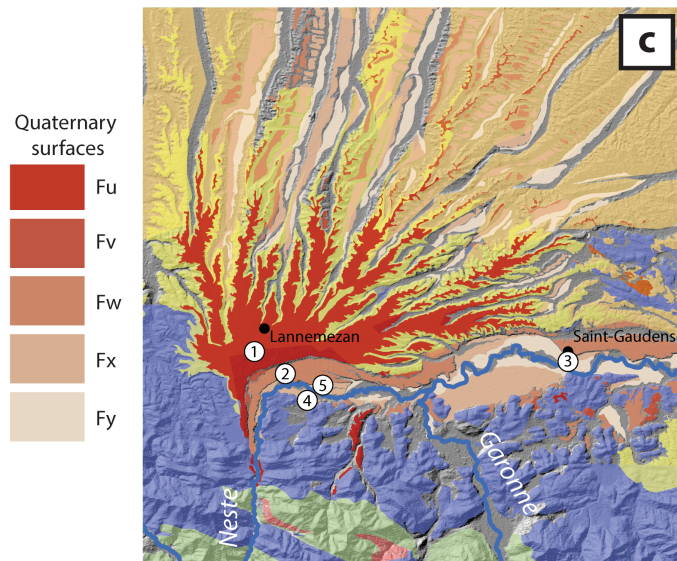 C
Quaternary
surfaces
Fu
Fv
Fw
Fx
Fy
Lannemezan
Saint-Gaudens
1
3
2
5
4
Neste
Garonne